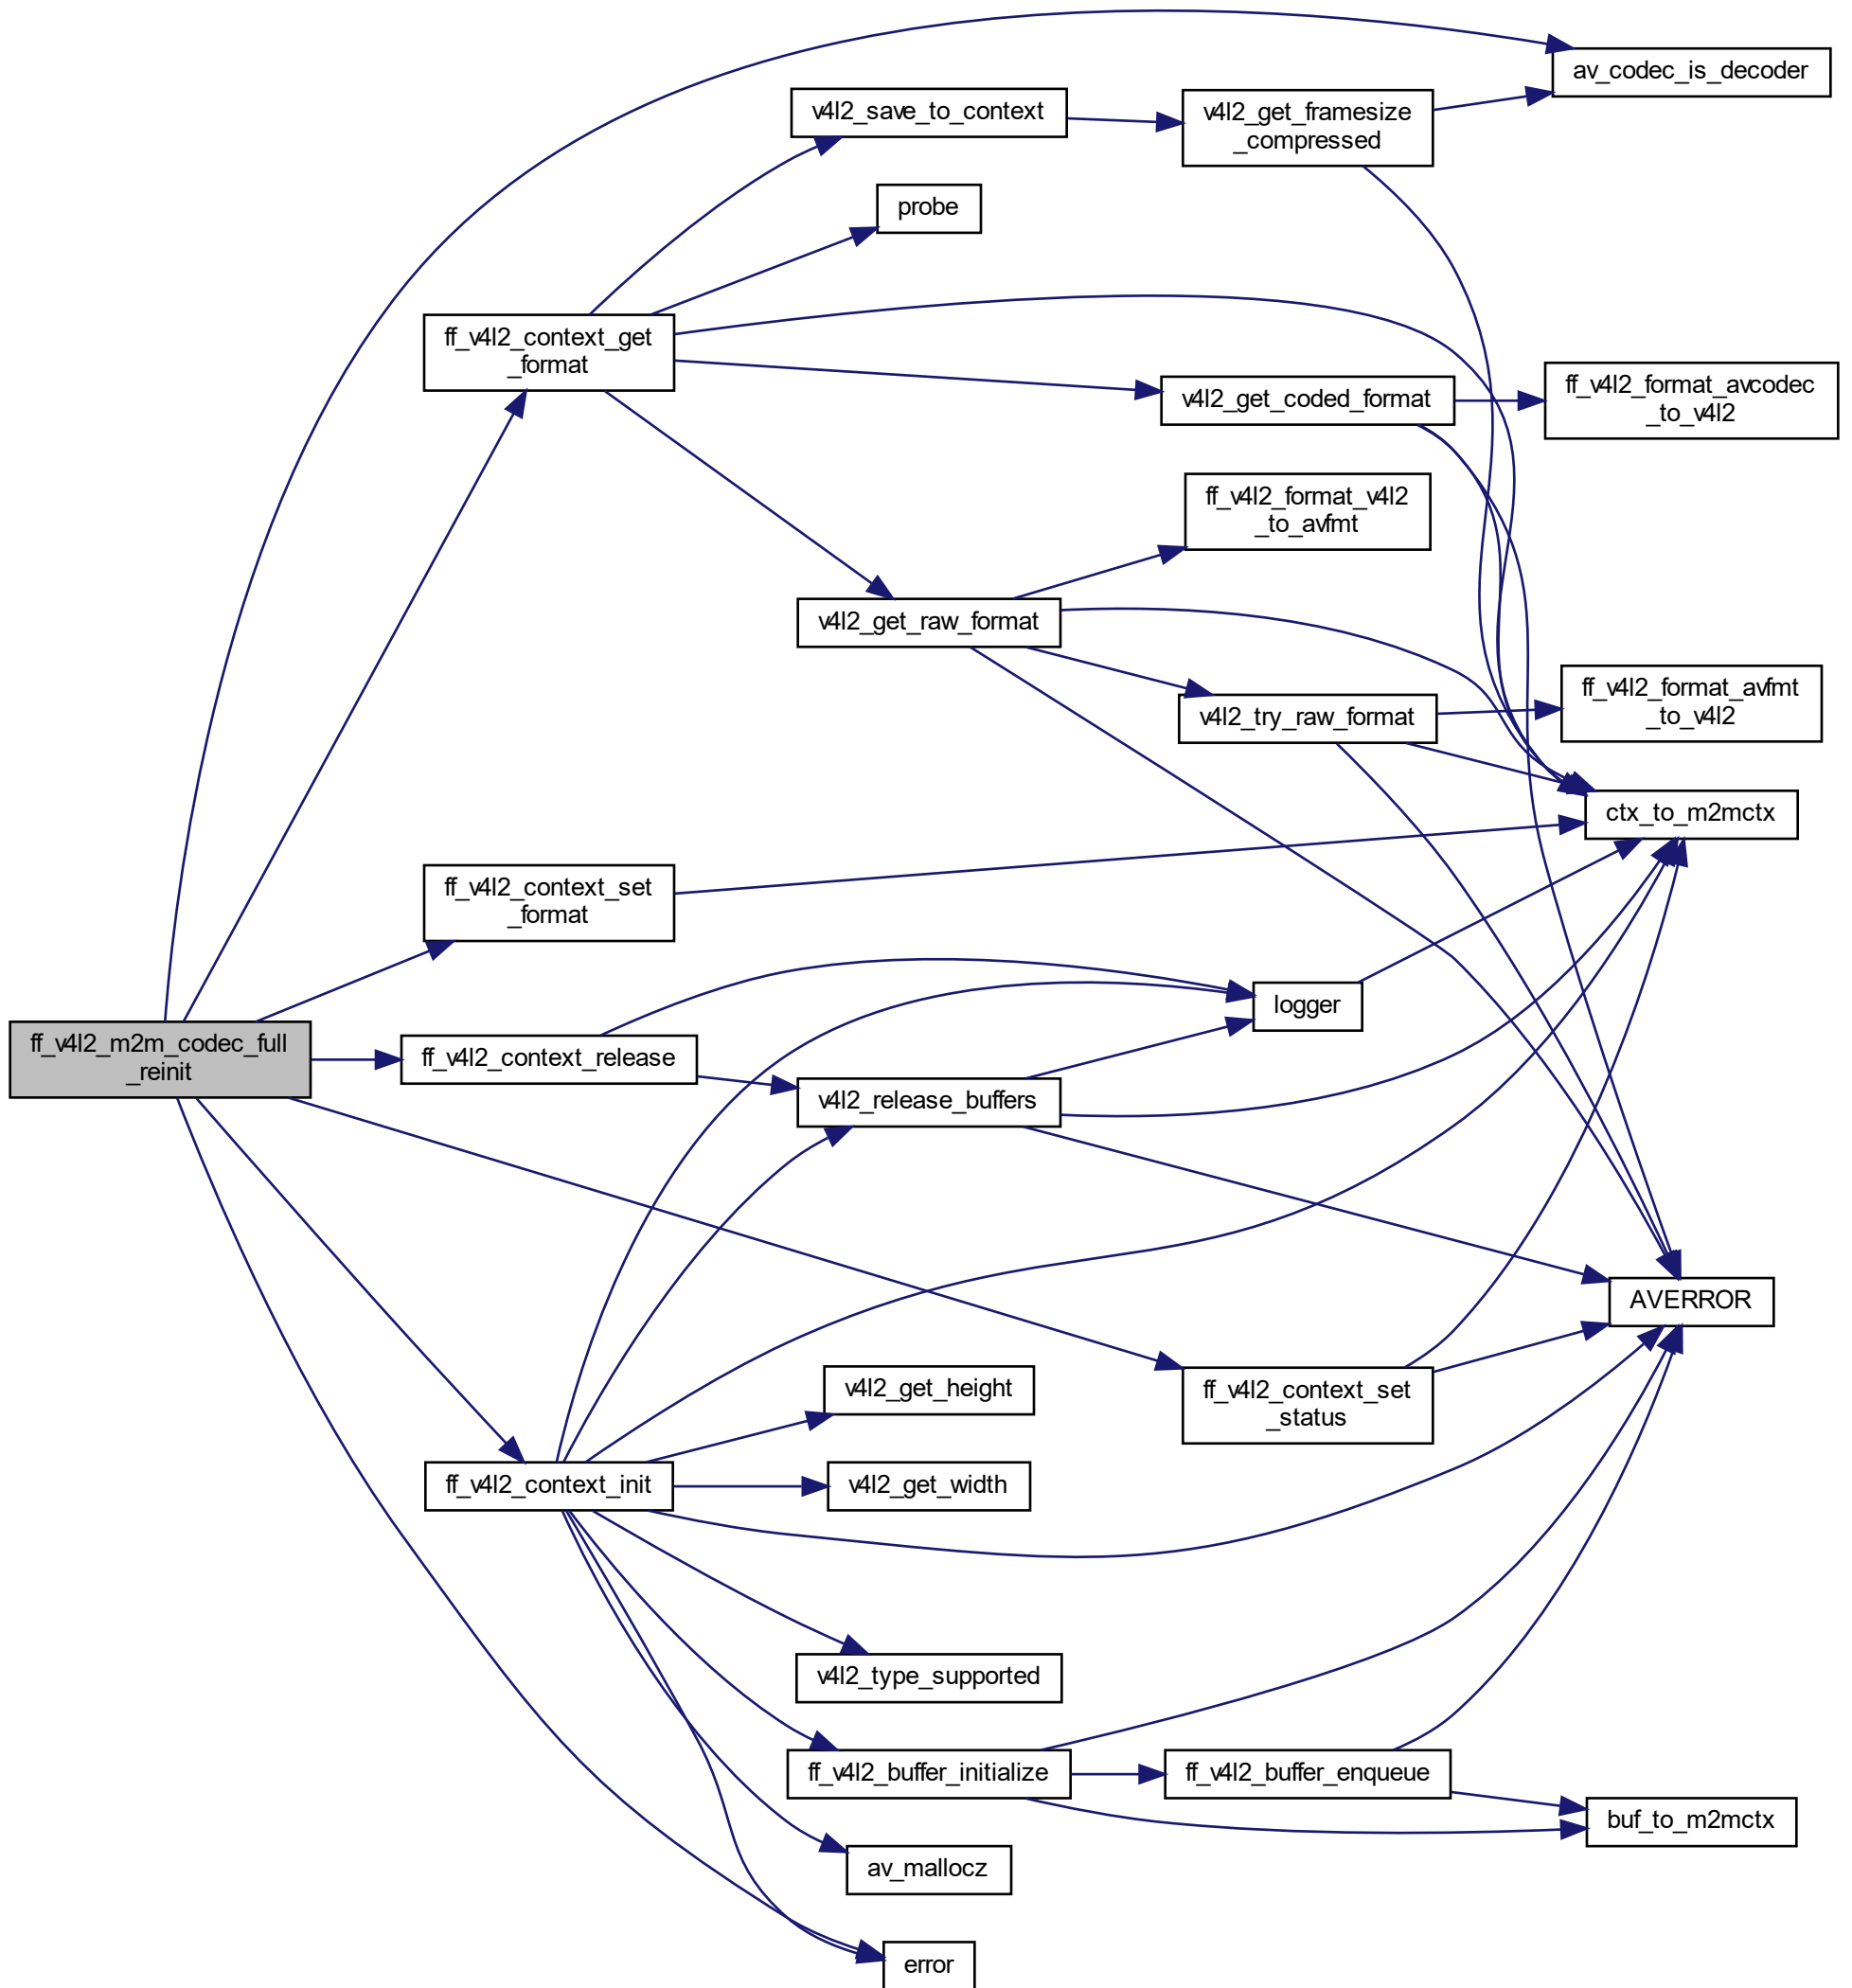 av_codec_is_decoder
v4l2_save_to_context
v4l2_get_framesize
_compressed
probe
ff_v4l2_context_get
_format
v4l2_get_coded_format
ff_v4l2_format_avcodec
_to_v4l2
ff_v4l2_format_v4l2
_to_avfmt
v4l2_get_raw_format
v4l2_try_raw_format
ff_v4l2_format_avfmt
_to_v4l2
ctx_to_m2mctx
ff_v4l2_context_set
_format
logger
ff_v4l2_m2m_codec_full
_reinit
ff_v4l2_context_release
v4l2_release_buffers
AVERROR
v4l2_get_height
ff_v4l2_context_set
_status
ff_v4l2_context_init
v4l2_get_width
v4l2_type_supported
ff_v4l2_buffer_initialize
ff_v4l2_buffer_enqueue
buf_to_m2mctx
av_mallocz
error